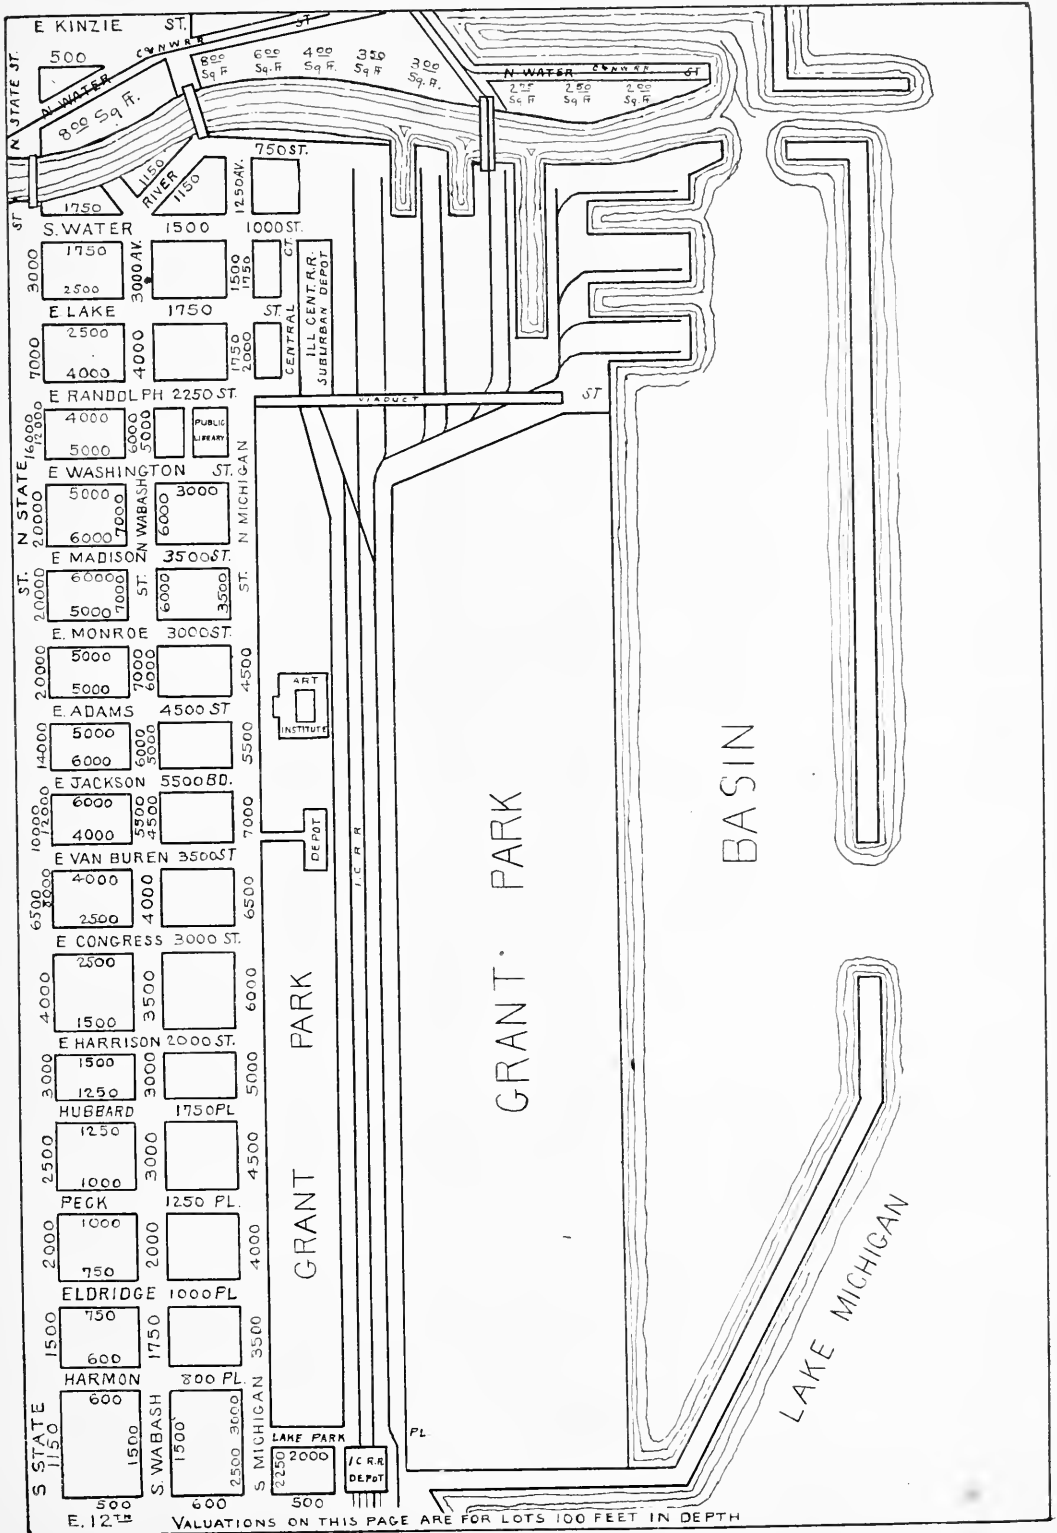 E KINZIE ST.
ST
N STATE ST.
500
N WATER
C & N W R R
8⁰⁰ Sq F
6⁰⁰ Sq. F
4⁰⁰ Sq F.
3⁵⁰ Sq F
3⁰⁰ Sq. F.
8⁰⁰ Sq F.
N WATER C & N W R R ST
2⁷⁵ Sq Ft
2⁵⁰ Sq Ft
2⁰⁰ Sq. F
1150
RIVER
1150
750 ST.
1250 AV.
1750
ST
S. WATER 1500 1000 ST.
3000
1750
2500
3000 AV.
1500
1750
CENTRAL CT.
ILL CENT. R.R.
SUBURBAN DEPOT
E LAKE 1750 ST.
7000
2500
4000
4000
1750
2000
E RANDOLPH 2250 ST.
VIADUCT
ST
16000
12000
4000
5000
6000
5000
PUBLIC
LIBRARY
E WASHINGTON ST.
N STATE ST.
20000
5000
6000
7000
N WABASH ST.
6000
3000
N MICHIGAN ST.
E MADISON 3500 ST.
20000
6000
5000
7000
6000
3500
E. MONROE 3000 ST.
20000
5000
5000
7000
6000
4500
ART
INSTITUTE
E. ADAMS 4500 ST
14000
5000
6000
6000
5000
5500
E JACKSON 5500 BD.
10000
12000
6000
4000
5500
4500
7000
DEPOT
I. C R R
E VAN BUREN 3500 ST
6500
8000
4000
2500
4000
6500
E CONGRESS 3000 ST.
4000
2500
1500
3500
6000
E HARRISON 2000 ST.
3000
1500
1250
3000
5000
HUBBARD 1750 PL
2500
1250
1000
3000
4500
PECK 1250 PL.
2000
1000
750
2000
4000
ELDRIDGE 1000 PL
1500
750
600
1750
3500
HARMON 800 PL.
S STATE
1150
600
1500
S. WABASH
1500
2500 3000
S MICHIGAN
LAKE PARK PL
2250
2000
I C R.R
DEPOT
500
600
500
E. 12TH
GRANT PARK
GRANT PARK
BASIN
LAKE MICHIGAN
VALUATIONS ON THIS PAGE ARE FOR LOTS 100 FEET IN DEPTH